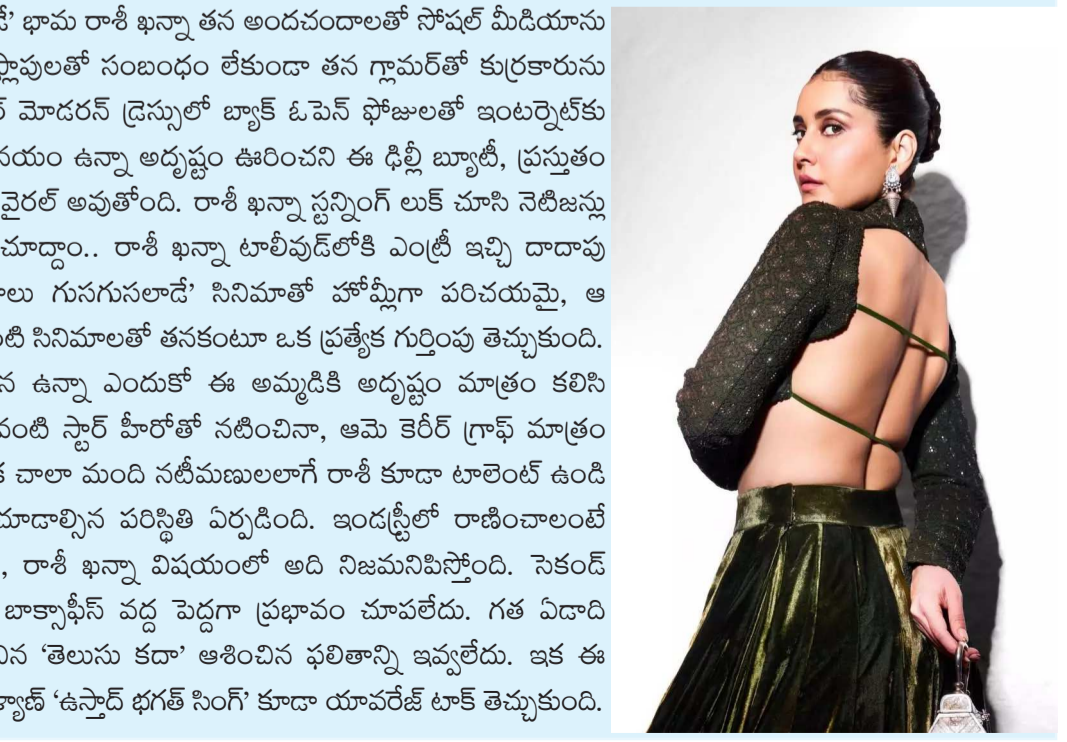 డే’ భామ రాశీ ఖన్నా తన అందచందాలతో సోషల్ మీడియాను
ఫ్లాపులతో సంబంధం లేకుండా తన గ్లామర్‌తో కుర్రకారును
ర్ మోడరన్ డ్రెస్సులో బ్యాక్ ఓపెన్ ఫోజులతో ఇంటర్నెట్‌కు
నయం ఉన్నా అదృష్టం ఊరించని ఈ ఢిల్లీ బ్యూటీ, ప్రస్తుతం
వైరల్ అవుతోంది. రాశీ ఖన్నా స్టన్నింగ్ లుక్ చూసి నెటిజన్లు
చూద్దాం.. రాశీ ఖన్నా టాలీవుడ్‌లోకి ఎంట్రీ ఇచ్చి దాదాపు
లు గుసగుసలాడే’ సినిమాతో హోమ్లీగా పరిచయమై, ఆ
టి సినిమాలతో తనకంటూ ఒక ప్రత్యేక గుర్తింపు తెచ్చుకుంది.
న ఉన్నా ఎందుకో ఈ అమ్మడికి అదృష్టం మాత్రం కలిసి
వంటి స్టార్ హీరోతో నటించినా, ఆమె కెరీర్ గ్రాఫ్ మాత్రం
క చాలా మంది నటీమణులలాగే రాశీ కూడా టాలెంట్ ఉండి
చూడాల్సిన పరిస్థితి ఏర్పడింది. ఇండస్ట్రీలో రాణించాలంటే
, రాశీ ఖన్నా విషయంలో అది నిజమనిపిస్తోంది. సెకండ్
బాక్సాఫీస్ వద్ద పెద్దగా ప్రభావం చూపలేదు. గత ఏడాది
న ‘తెలుసు కదా’ ఆశించిన ఫలితాన్ని ఇవ్వలేదు. ఇక ఈ
ళ్యాణ్ ‘ఉస్తాద్ భగత్ సింగ్’ కూడా యావరేజ్ టాక్ తెచ్చుకుంది.